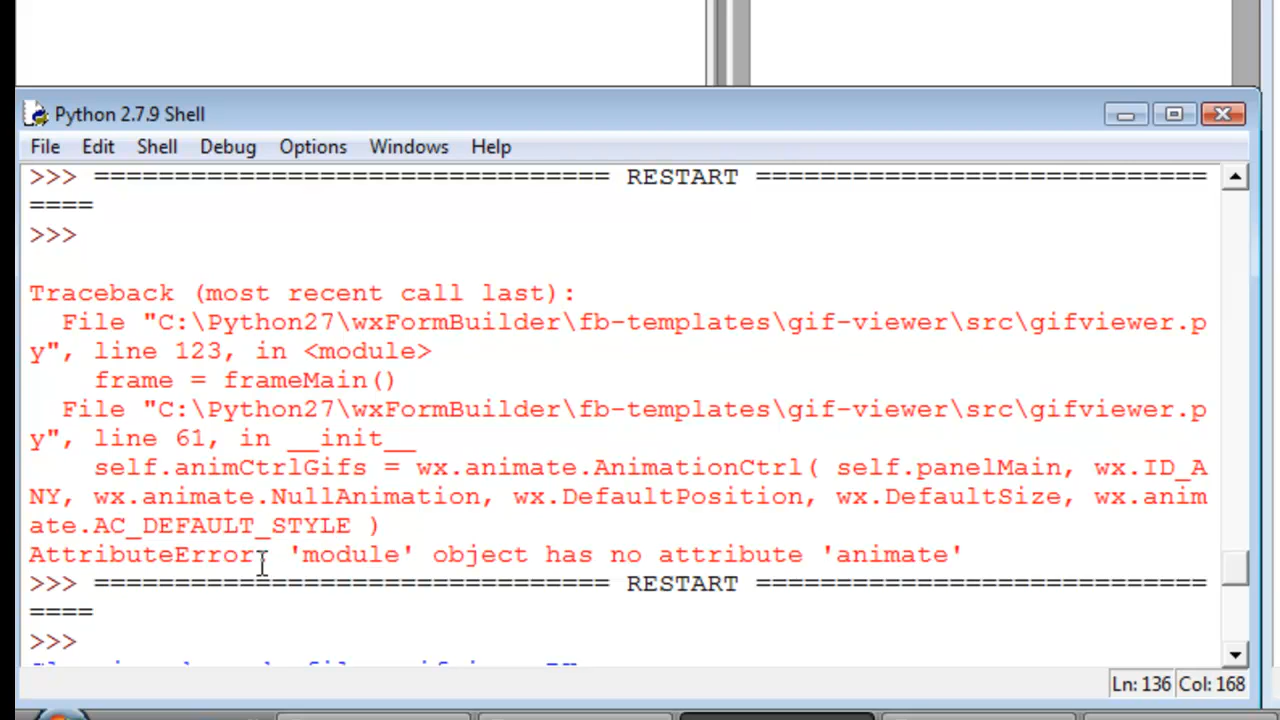 Python 2.7.9 Shell
File Edit Shell Debug Options Windows Help
>>> ================================ RESTART ============================
====
>>>
Traceback (most recent call last):
  File "C:\Python27\wxFormBuilder\fb-templates\gif-viewer\src\gifviewer.p
y", line 123, in <module>
    frame = frameMain()
  File "C:\Python27\wxFormBuilder\fb-templates\gif-viewer\src\gifviewer.p
y", line 61, in __init__
    self.animCtrlGifs = wx.animate.AnimationCtrl( self.panelMain, wx.ID_A
NY, wx.animate.NullAnimation, wx.DefaultPosition, wx.DefaultSize, wx.anim
ate.AC_DEFAULT_STYLE )
AttributeError: 'module' object has no attribute 'animate'
>>> ================================ RESTART ============================
====
>>>
Ln: 136 Col: 168